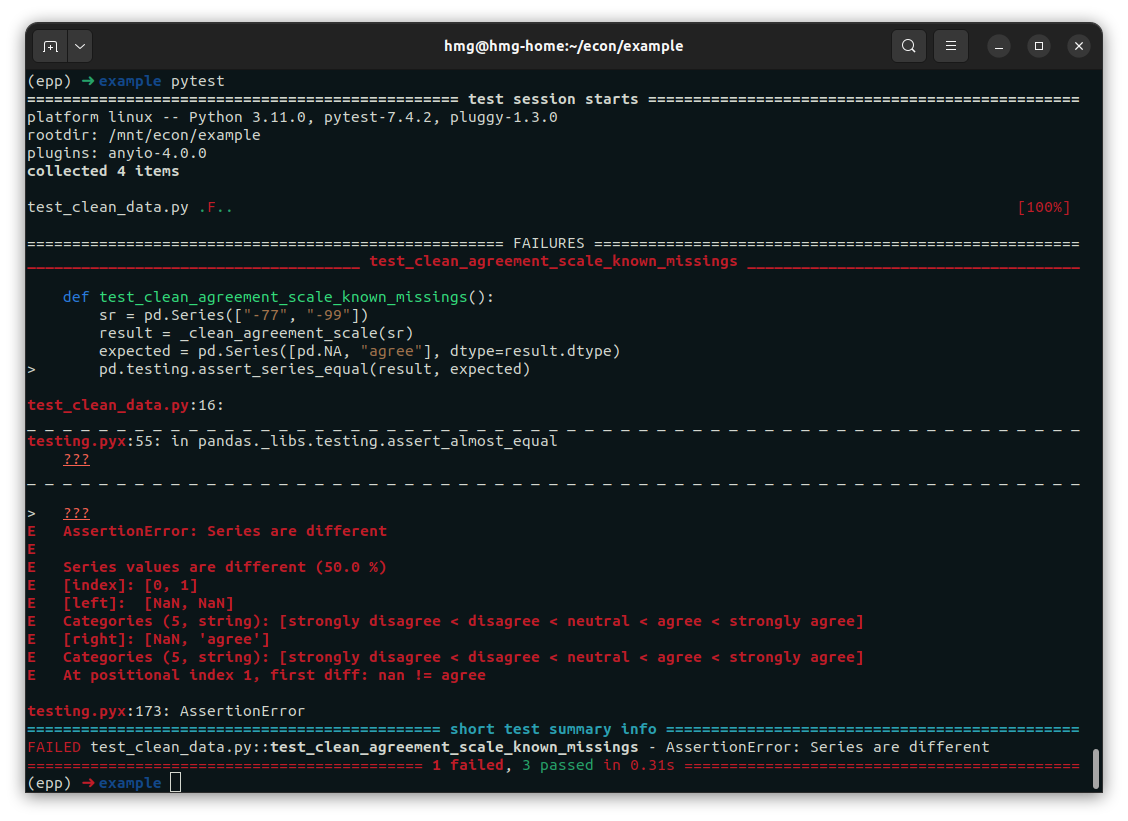 hmg@hmg-home:~/econ/example
(epp) ➜ example pytest
================================================ test session starts ================================================
platform linux -- Python 3.11.0, pytest-7.4.2, pluggy-1.3.0
rootdir: /mnt/econ/example
plugins: anyio-4.0.0
collected 4 items

test_clean_data.py .F.. [100%]

===================================================== FAILURES ======================================================
_____________________________________ test_clean_agreement_scale_known_missings _____________________________________

    def test_clean_agreement_scale_known_missings():
        sr = pd.Series(["-77", "-99"])
        result = _clean_agreement_scale(sr)
        expected = pd.Series([pd.NA, "agree"], dtype=result.dtype)
>       pd.testing.assert_series_equal(result, expected)

test_clean_data.py:16:
_ _ _ _ _ _ _ _ _ _ _ _ _ _ _ _ _ _ _ _ _ _ _ _ _ _ _ _ _ _ _ _ _ _ _ _ _ _ _ _ _ _ _ _ _ _ _ _ _ _ _ _ _ _ _ _ _ _ _
testing.pyx:55: in pandas._libs.testing.assert_almost_equal
    ???
_ _ _ _ _ _ _ _ _ _ _ _ _ _ _ _ _ _ _ _ _ _ _ _ _ _ _ _ _ _ _ _ _ _ _ _ _ _ _ _ _ _ _ _ _ _ _ _ _ _ _ _ _ _ _ _ _ _ _

>   ???
E   AssertionError: Series are different
E
E   Series values are different (50.0 %)
E   [index]: [0, 1]
E   [left]:  [NaN, NaN]
E   Categories (5, string): [strongly disagree < disagree < neutral < agree < strongly agree]
E   [right]: [NaN, 'agree']
E   Categories (5, string): [strongly disagree < disagree < neutral < agree < strongly agree]
E   At positional index 1, first diff: nan != agree

testing.pyx:173: AssertionError
============================================== short test summary info ==============================================
FAILED test_clean_data.py::test_clean_agreement_scale_known_missings - AssertionError: Series are different
============================================ 1 failed, 3 passed in 0.31s ============================================
(epp) ➜ example